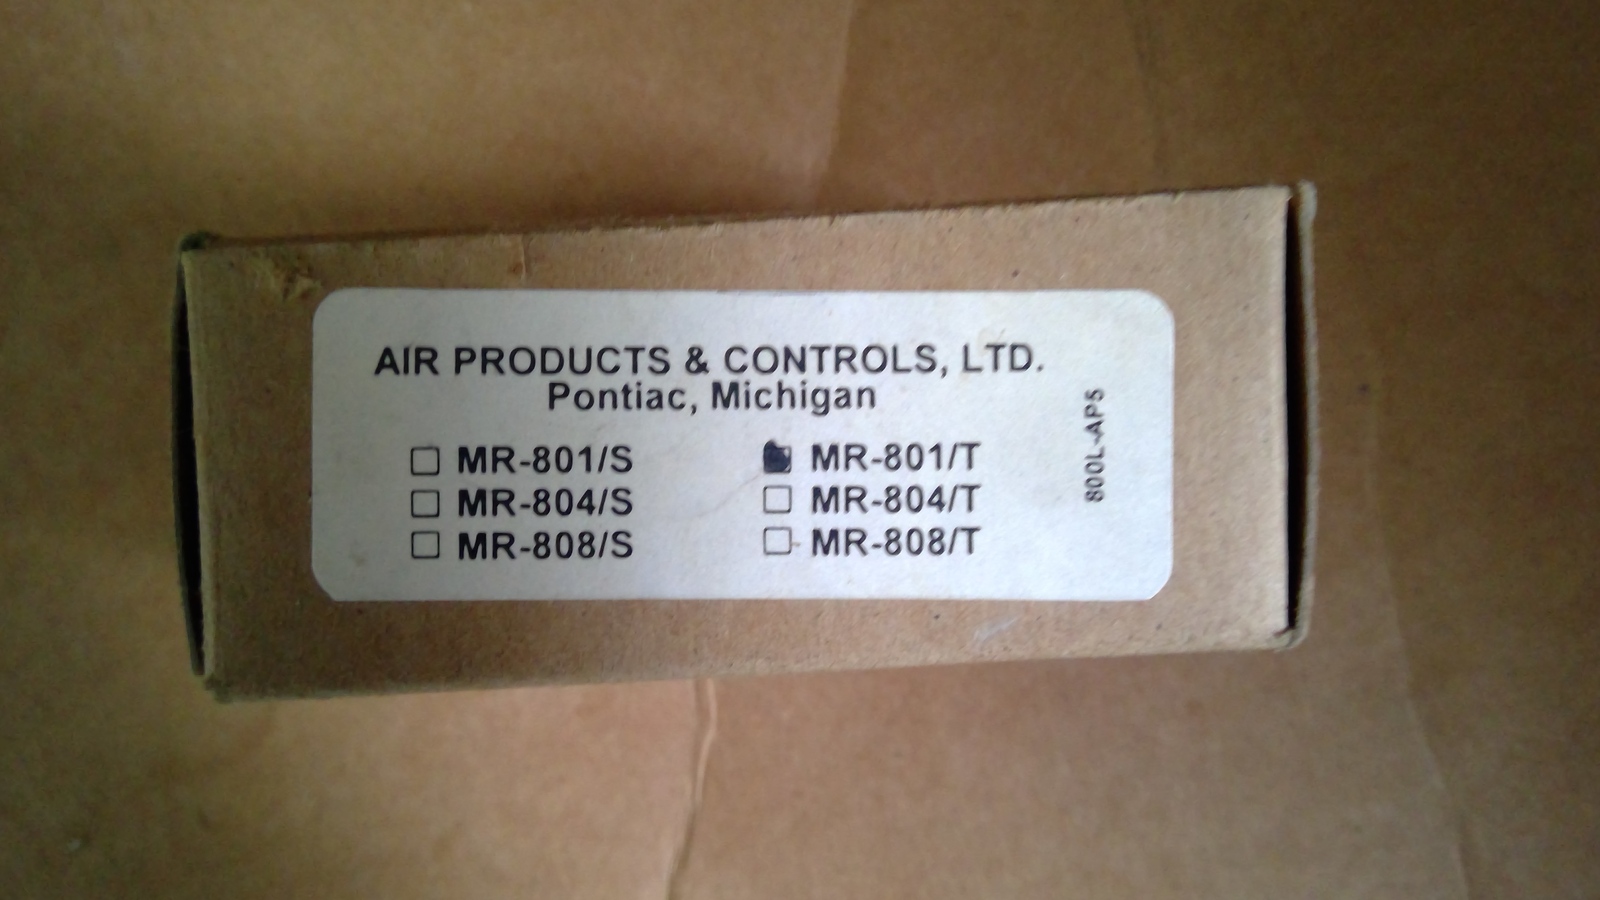 AIR PRODUCTS & CONTROLS, LTD.
Pontiac, Michigan
☐ MR-801/S ■ MR-801/T
☐ MR-804/S ☐ MR-804/T
☐ MR-808/S ☐ MR-808/T
800L-AP5